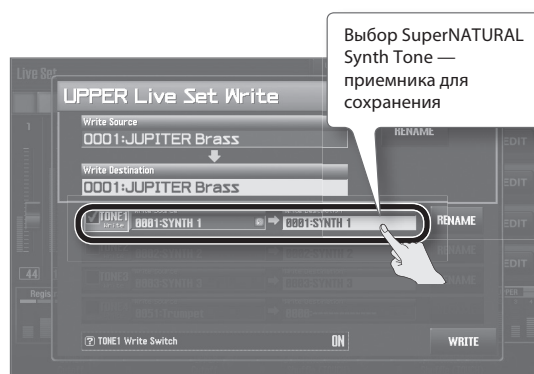 Выбор SuperNATURAL
Synth Tone —
приемника для
сохранения
Live Set
UPPER Live Set Write
Write Source
0001:JUPITER Brass
RENAME
Write Destination
0001:JUPITER Brass
EDIT
EDIT
TONE1
Write
0001:SYNTH 1
0001:SYNTH 1
RENAME
EDIT
44
Regis
? TONE1 Write Switch
ON
WRITE